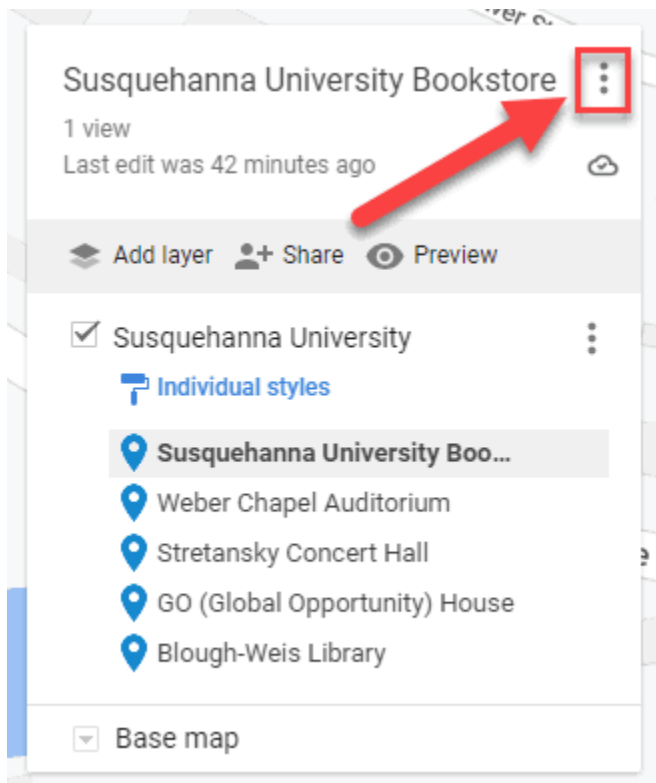 Susquehanna University Bookstore
1 view
Last edit was 42 minutes ago
Add layer Share Preview
Susquehanna University
Individual styles
Susquehanna University Boo...
Weber Chapel Auditorium
Stretansky Concert Hall
GO (Global Opportunity) House
Blough-Weis Library
Base map